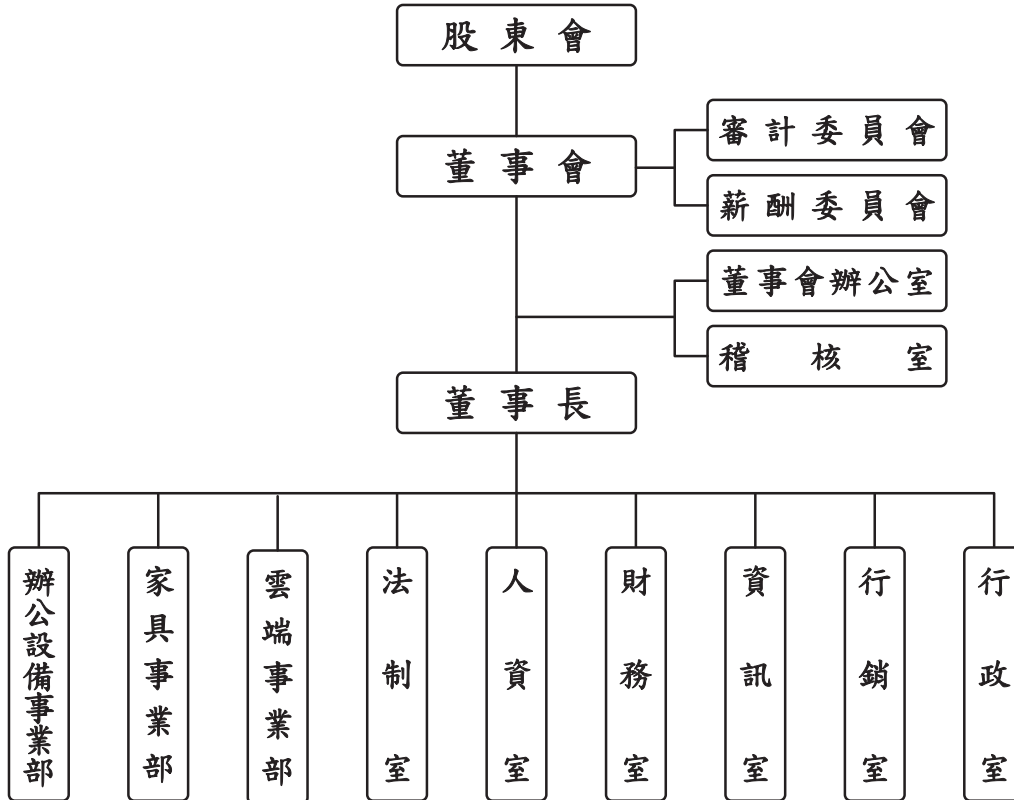 股東會
董事會
審計委員會
薪酬委員會
董事會辦公室
稽核室
董事長
辦公設備事業部
家具事業部
雲端事業部
法制室
人資室
財務室
資訊室
行銷室
行政室